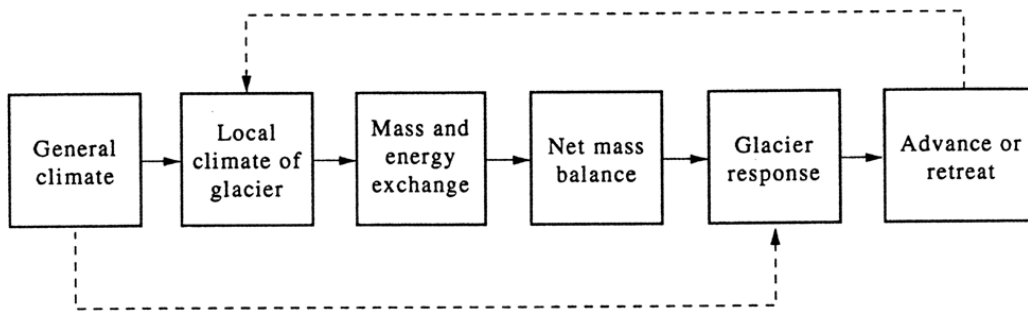 General
climate
Local
climate of
glacier
Mass and
energy
exchange
Net mass
balance
Glacier
response
Advance or
retreat